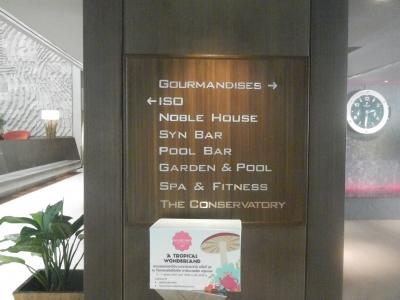 GOURMANDISES →
← ISO
NOBLE HOUSE
SYN BAR
POOL BAR
GARDEN & POOL
SPA & FITNESS
THE CONSERVATORY
'A TROPICAL
WONDERLAND